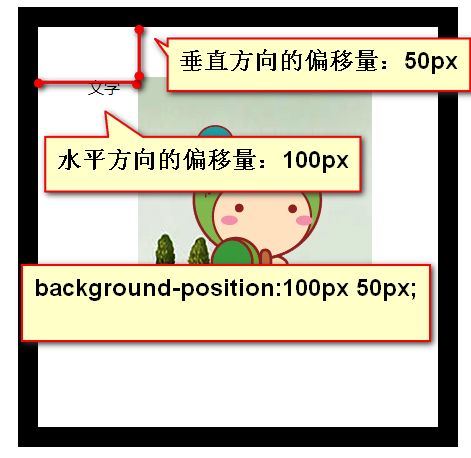 垂直方向的偏移量：50px
文字
水平方向的偏移量：100px
background-position:100px 50px;